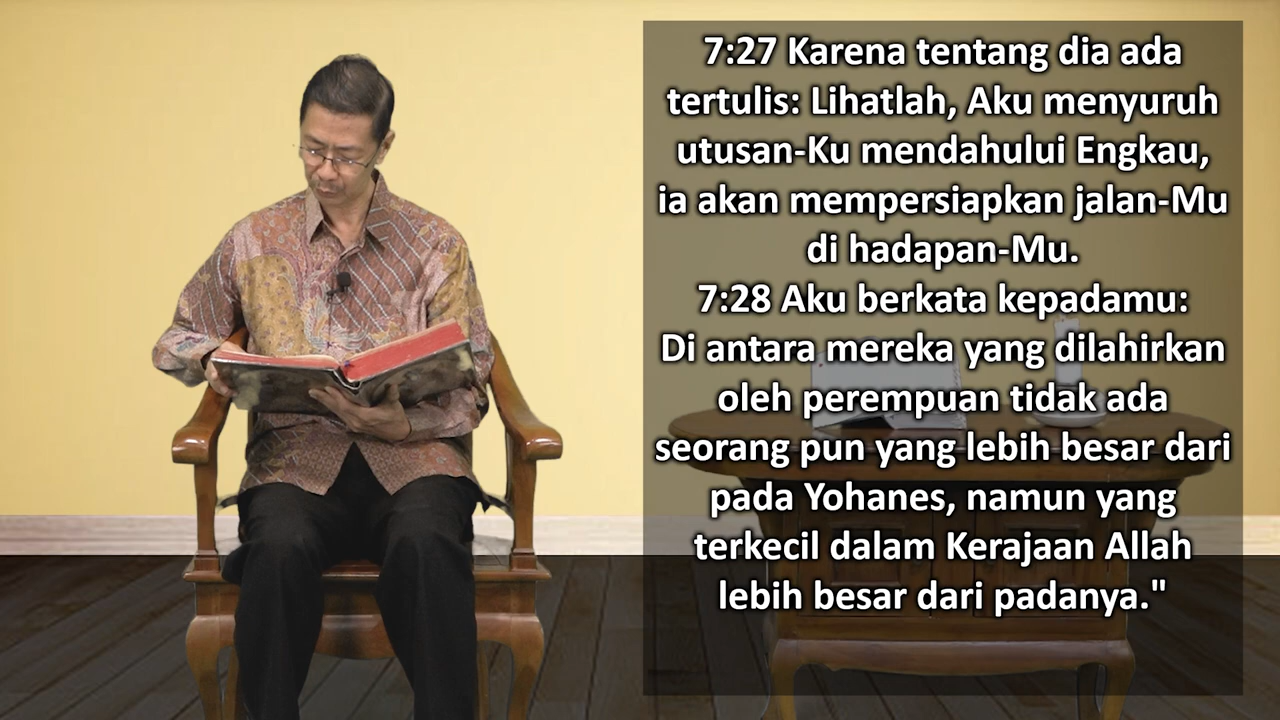 7:27 Karena tentang dia ada
tertulis: Lihatlah, Aku menyuruh
utusan-Ku mendahului Engkau,
ia akan mempersiapkan jalan-Mu
di hadapan-Mu.
7:28 Aku berkata kepadamu:
Di antara mereka yang dilahirkan
oleh perempuan tidak ada
seorang pun yang lebih besar dari
pada Yohanes, namun yang
terkecil dalam Kerajaan Allah
lebih besar dari padanya."